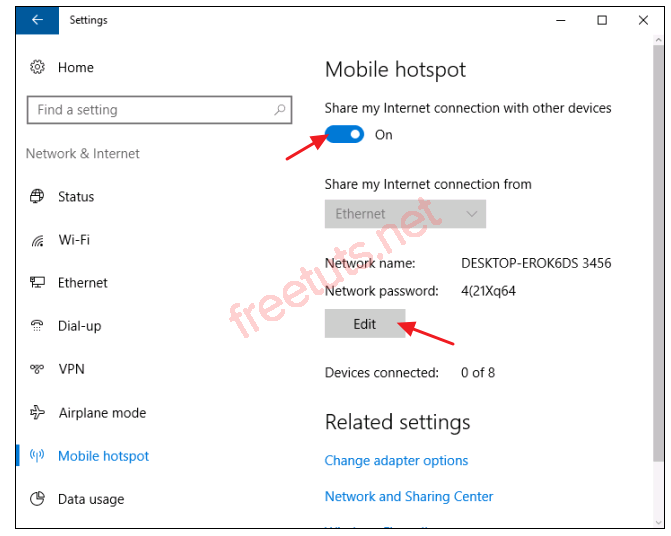 Settings
Home
Find a setting
Network & Internet
Status
Wi-Fi
Ethernet
Dial-up
VPN
Airplane mode
Mobile hotspot
Data usage
Mobile hotspot
Share my Internet connection with other devices
On
Share my Internet connection from
Ethernet
Network name: DESKTOP-EROK6DS 3456
Network password: 4(21Xq64
Edit
Devices connected: 0 of 8
Related settings
Change adapter options
Network and Sharing Center
freetuts.net